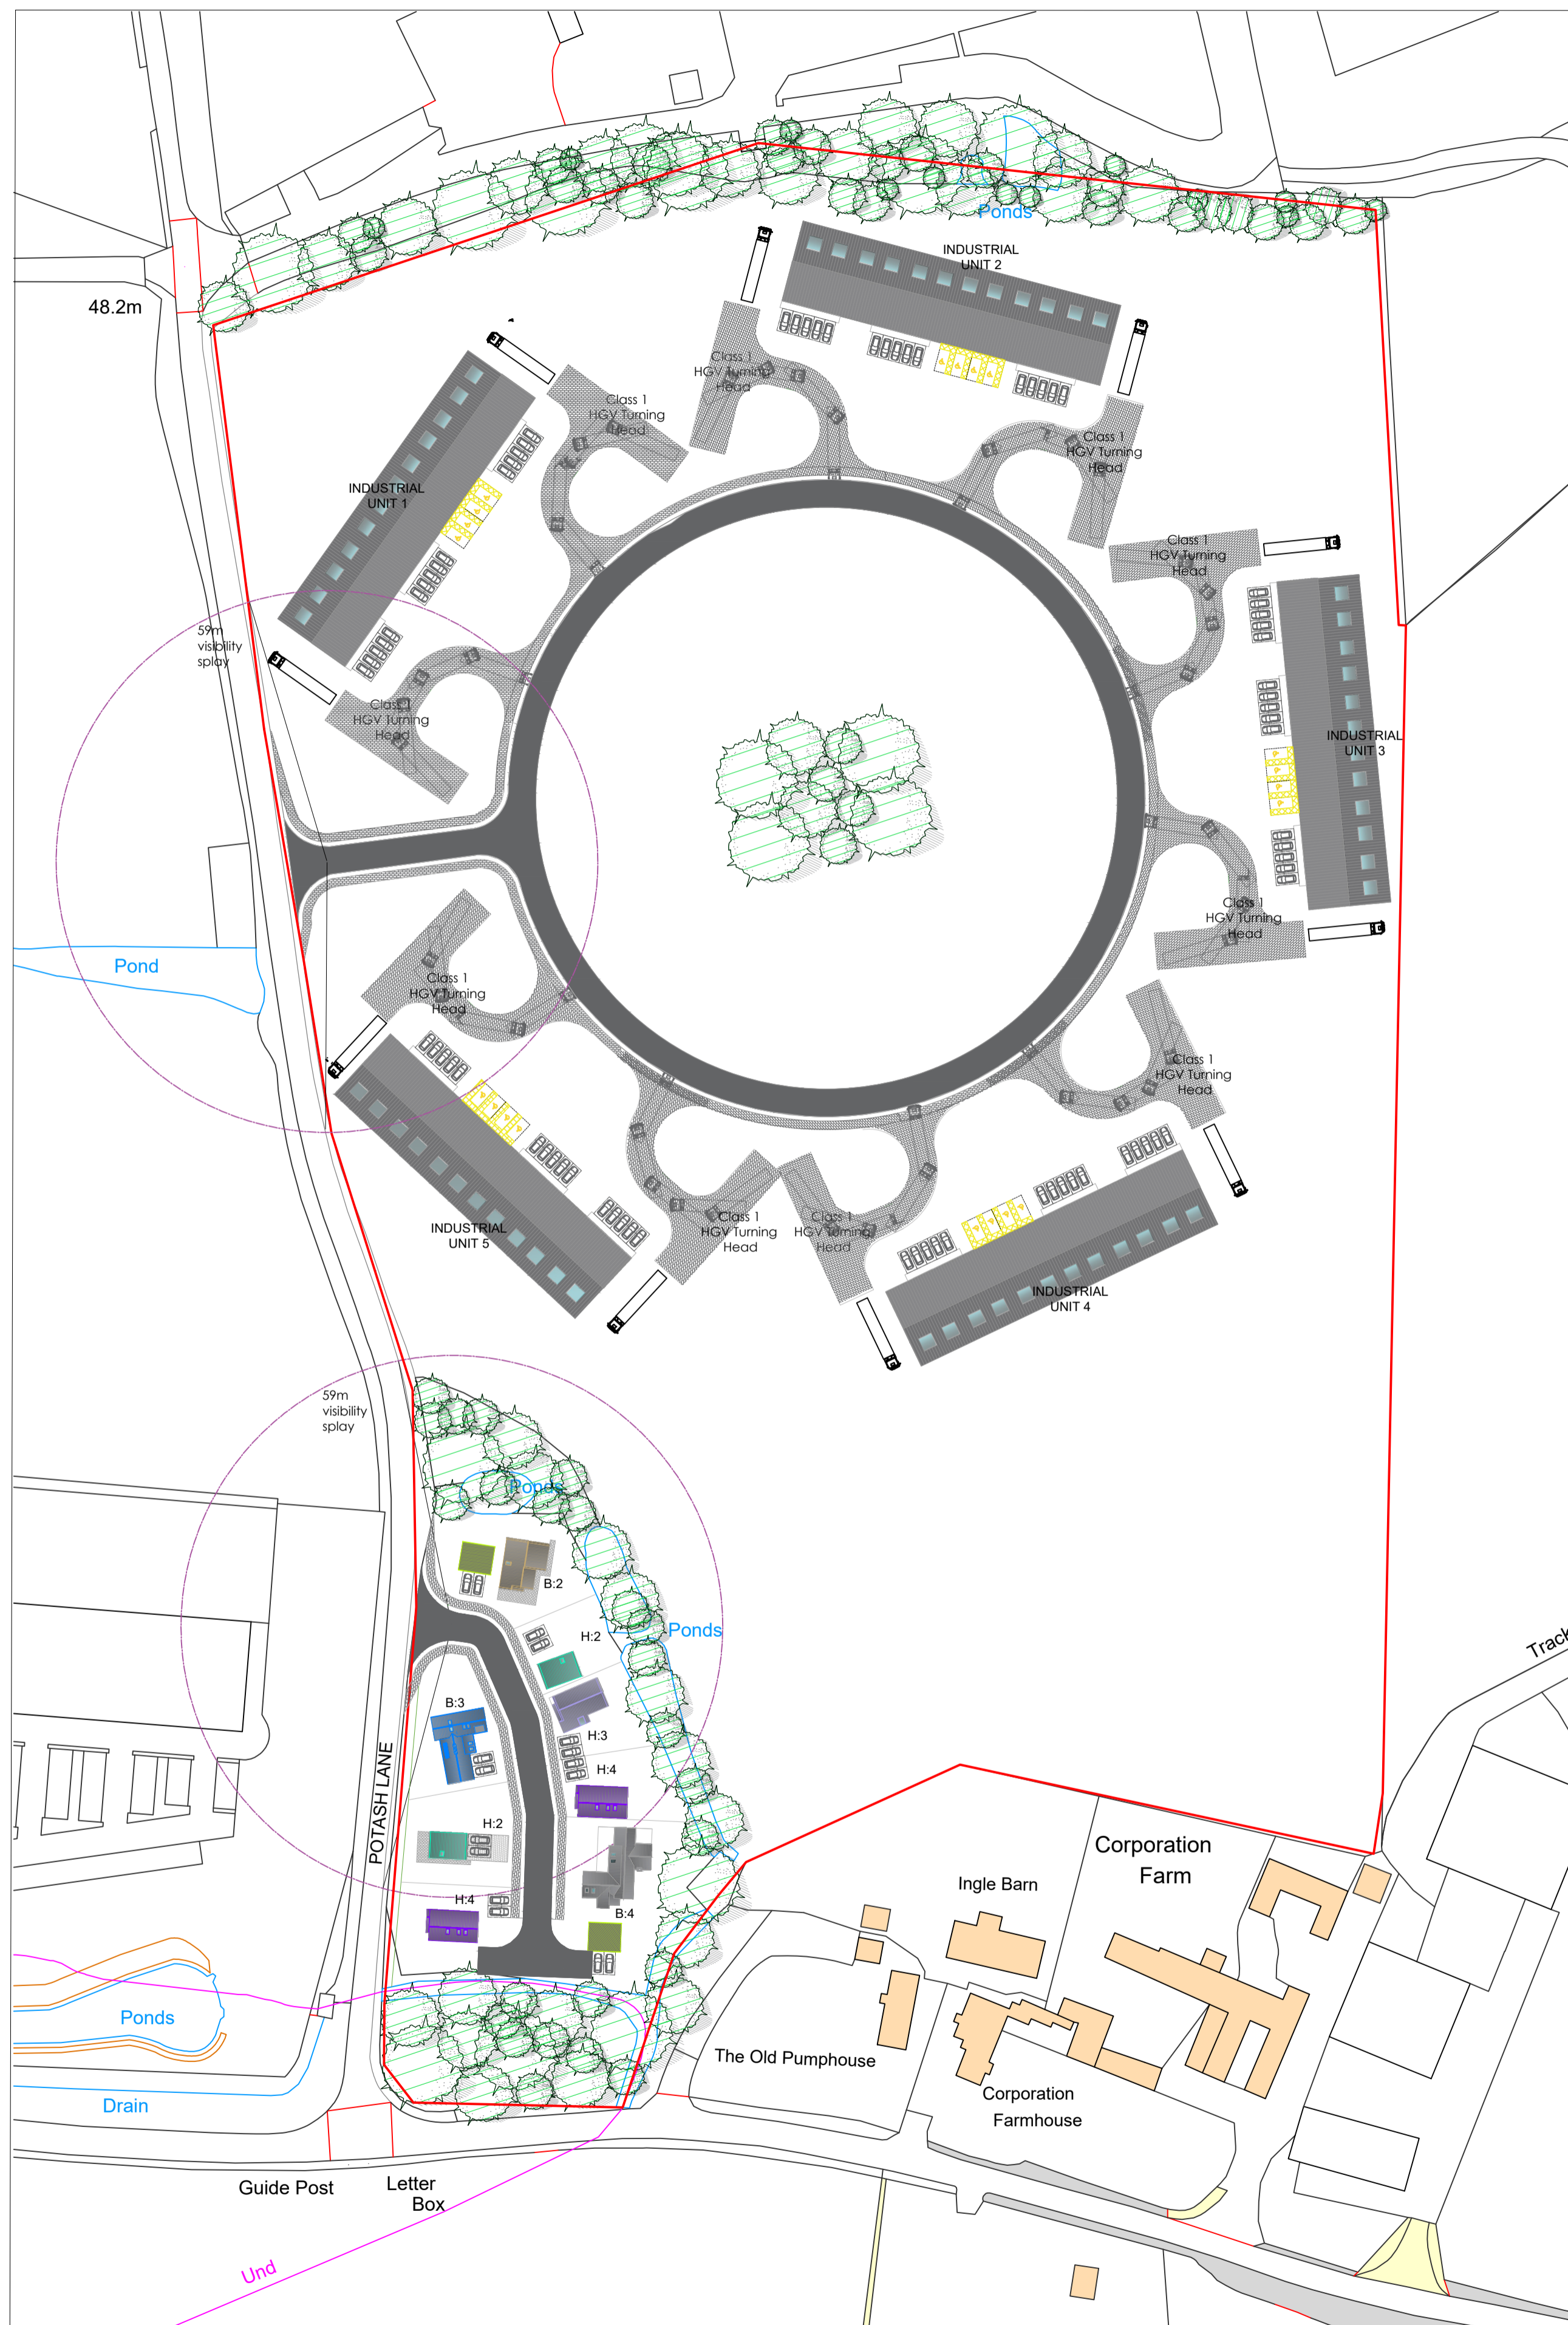 Ponds
INDUSTRIAL
UNIT 2
48.2m
Class 1
HGV Turning
Head
Class 1
HGV Turning
Head
Class 1
HGV Turning
Head
INDUSTRIAL
UNIT 1
Class 1
HGV Turning
Head
59m
visibility
splay
Class 1
HGV Turning
Head
INDUSTRIAL
UNIT 3
Class 1
HGV Turning
Head
Pond
Class 1
HGV Turning
Head
Class 1
HGV Turning
Head
INDUSTRIAL
UNIT 5
Class 1
HGV Turning
Head
Class 1
HGV Turning
Head
INDUSTRIAL
UNIT 4
59m
visibility
splay
Ponds
B:2
H:2
Ponds
Track
B:3
H:3
POTASH LANE
H:4
H:2
Corporation
Farm
Ingle Barn
H:4
B:4
Ponds
The Old Pumphouse
Corporation
Farmhouse
Drain
Guide Post
Letter
Box
Und